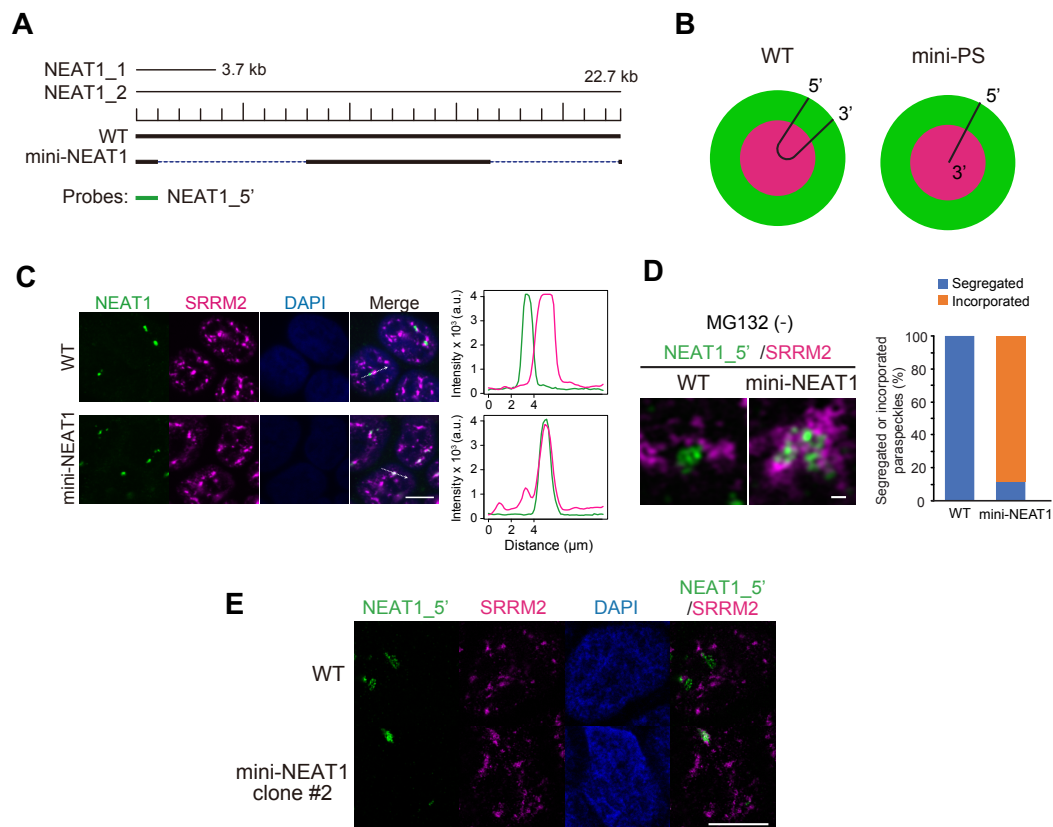 A
NEAT1_1
3.7 kb
NEAT1_2
22.7 kb
WT
mini-NEAT1
Probes:
NEAT1_5’
B
WT
mini-PS
5’
3’
5’
3’
C
NEAT1
SRRM2
DAPI
Merge
WT
mini-NEAT1
Intensity x 10³ (a.u.)
4
3
2
1
0
0
2
4
Intensity x 10³ (a.u.)
4
3
2
1
0
0
2
4
Distance (µm)
D
MG132 (-)
NEAT1_5’ /SRRM2
WT
mini-NEAT1
Segregated
Incorporated
Segregated or incorporated
paraspeckles (%)
100
80
60
40
20
0
WT
mini-NEAT1
E
NEAT1_5’
SRRM2
DAPI
NEAT1_5’
/SRRM2
WT
mini-NEAT1
clone #2